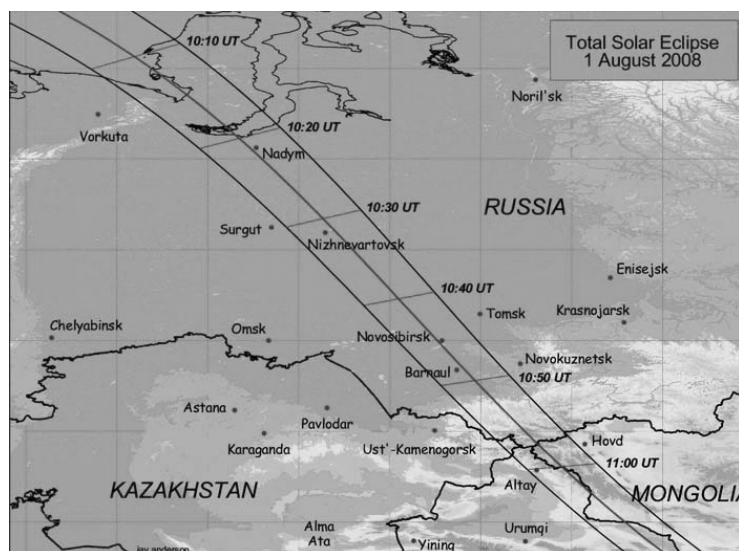 10:10 UT
Total Solar Eclipse
1 August 2008
Noril'sk
Vorkuta
10:20 UT
Nadym
10:30 UT
RUSSIA
Surgut
Nizhnevartovsk
Enisejsk
10:40 UT
Tomsk
Krasnojarsk
Chelyabinsk
Omsk
Novosibirsk
Novokuznetsk
Barnaul
10:50 UT
Astana
Pavlodar
Karaganda
Ust'-Kamenogorsk
Hovd
11:00 UT
Altay
KAZAKHSTAN
MONGOLIA
Alma
Ata
Urumqi
Yining
jay anderson